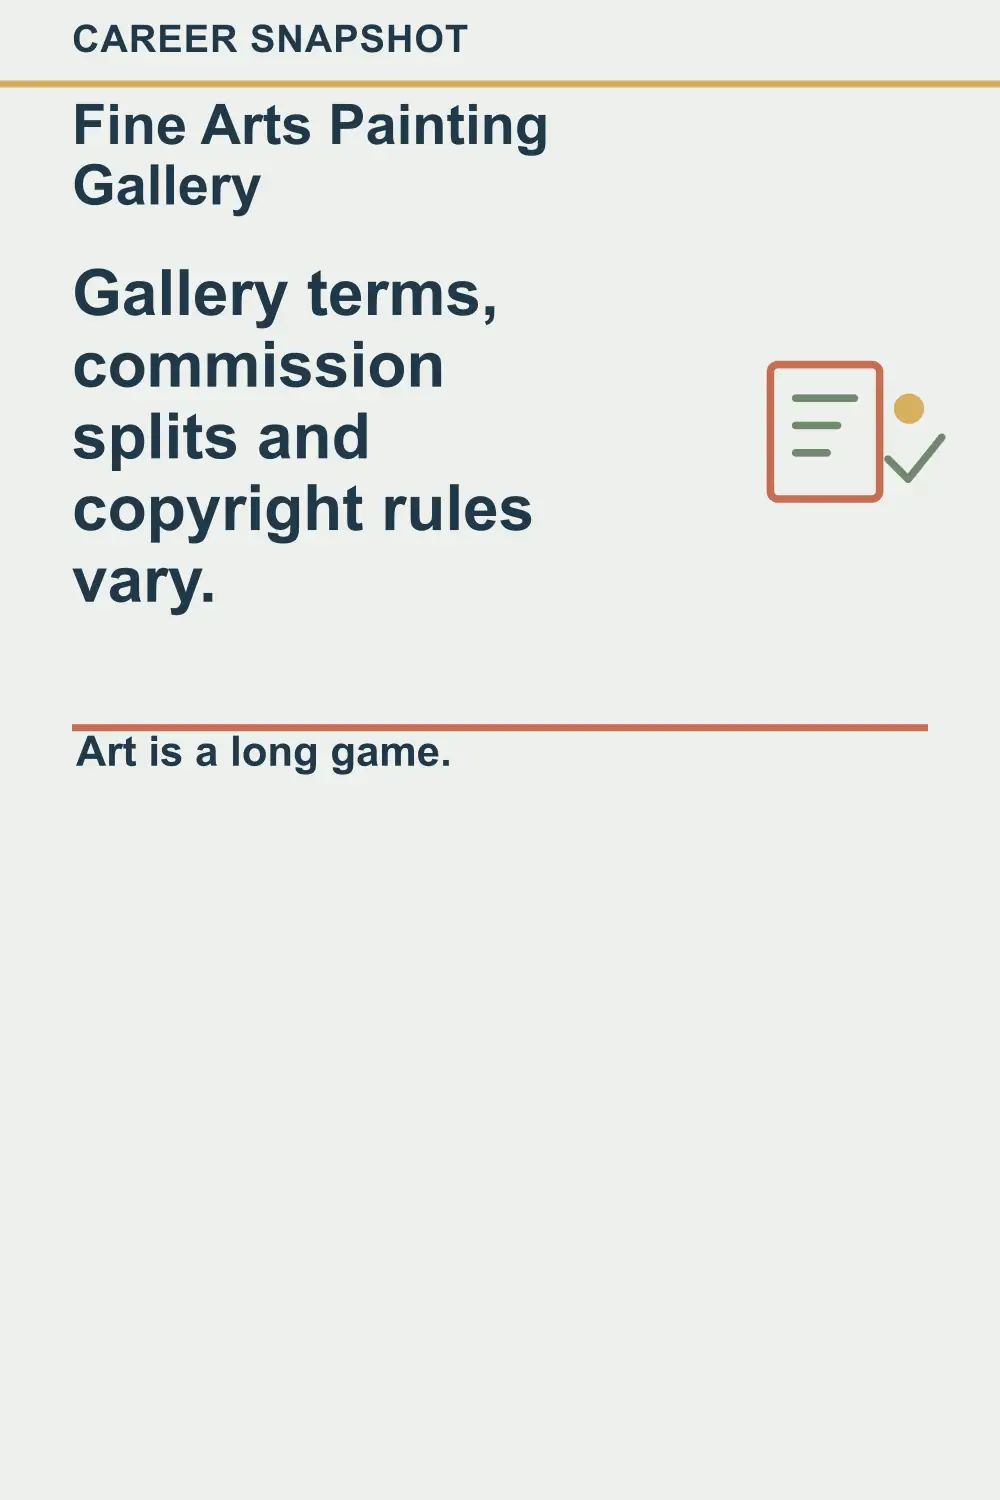 CAREER SNAPSHOT
Fine Arts Painting
Gallery
Gallery terms,
commission
splits and
copyright rules
vary.
Art is a long game.